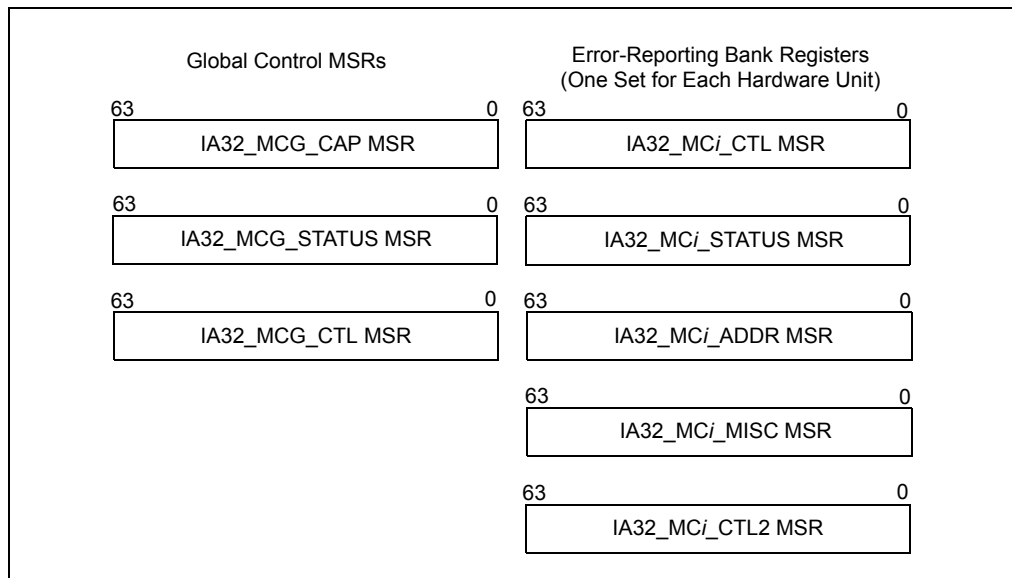 Global Control MSRs
63 0
IA32_MCG_CAP MSR
63 0
IA32_MCG_STATUS MSR
63 0
IA32_MCG_CTL MSR
Error-Reporting Bank Registers
(One Set for Each Hardware Unit)
63 0
IA32_MCi_CTL MSR
63 0
IA32_MCi_STATUS MSR
63 0
IA32_MCi_ADDR MSR
63 0
IA32_MCi_MISC MSR
63 0
IA32_MCi_CTL2 MSR